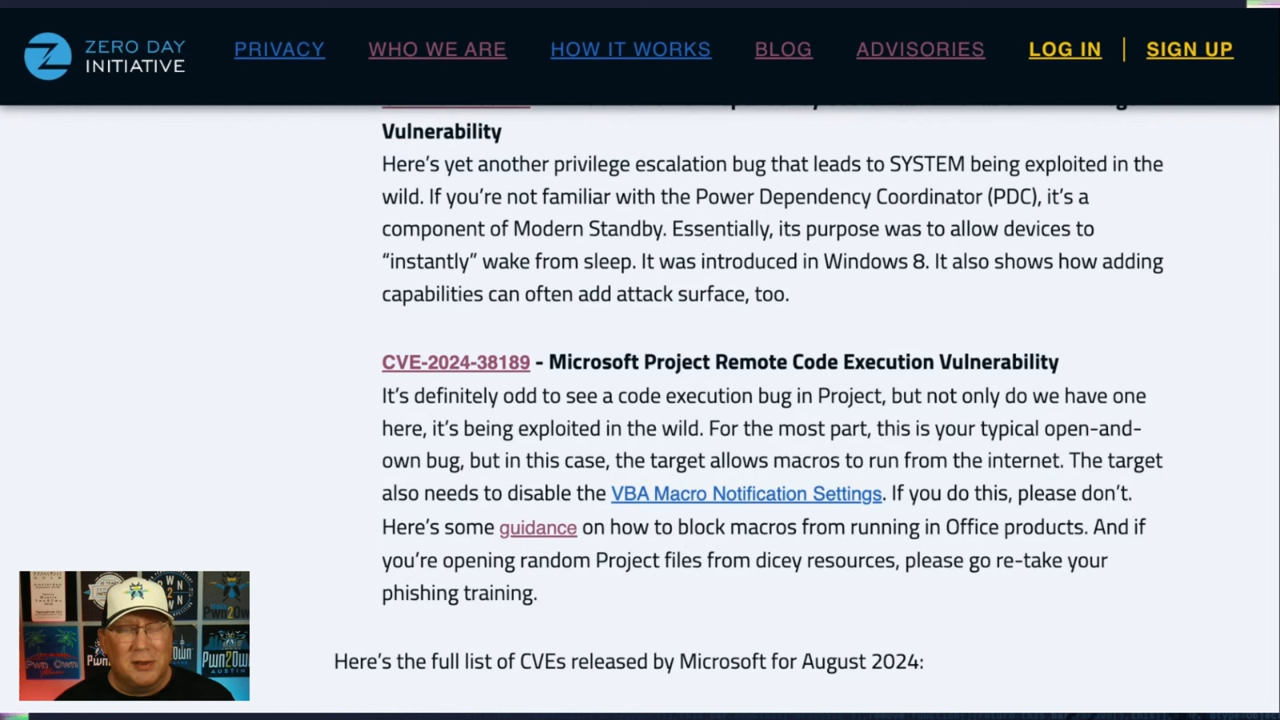 ZERO DAY
INITIATIVE
PRIVACY WHO WE ARE HOW IT WORKS BLOG ADVISORIES LOG IN | SIGN UP
Vulnerability
Here’s yet another privilege escalation bug that leads to SYSTEM being exploited in the
wild. If you’re not familiar with the Power Dependency Coordinator (PDC), it’s a
component of Modern Standby. Essentially, its purpose was to allow devices to
“instantly” wake from sleep. It was introduced in Windows 8. It also shows how adding
capabilities can often add attack surface, too.
CVE-2024-38189 - Microsoft Project Remote Code Execution Vulnerability
It’s definitely odd to see a code execution bug in Project, but not only do we have one
here, it’s being exploited in the wild. For the most part, this is your typical open-and-
own bug, but in this case, the target allows macros to run from the internet. The target
also needs to disable the VBA Macro Notification Settings. If you do this, please don’t.
Here’s some guidance on how to block macros from running in Office products. And if
you’re opening random Project files from dicey resources, please go re-take your
phishing training.
Here’s the full list of CVEs released by Microsoft for August 2024:
Pwn2Own
Pwn Own
Pwn2Own
AUSTIN